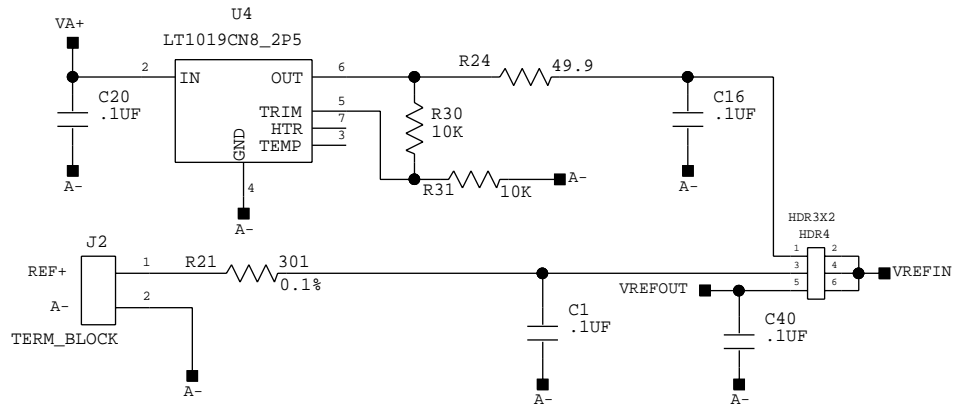 U4
VA+
LT1019CN8_2P5
2
IN
OUT
6
R24
49.9
C20
.1UF
TRIM
5
HTR
7
TEMP
3
GND
4
R30
10K
C16
.1UF
A-
R31
10K
A-
A-
A-
HDR3X2
HDR4
J2
REF+
1
R21
301
0.1%
1
2
3
4
5
6
VREFIN
VREFOUT
A-
2
TERM_BLOCK
C1
.1UF
C40
.1UF
A-
A-
A-